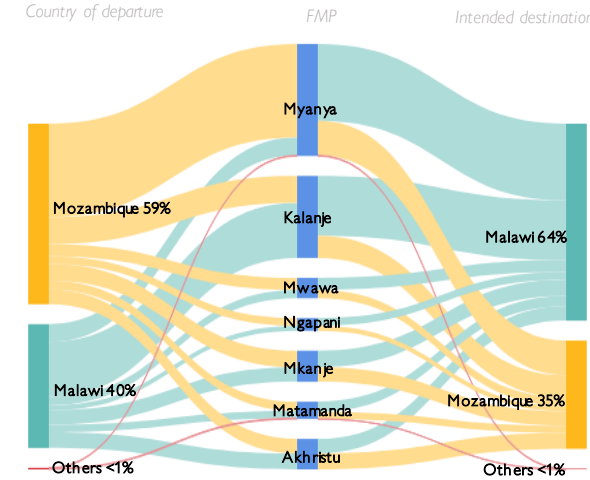 Country of departure
FMP
Intended destination
Myanya
Mozambique 59%
Kalanje
Malawi 64%
Mwawa
Ngapani
Mkanje
Malawi 40%
Mozambique 35%
Matamanda
Akhristu
Others <1%
Others <1%